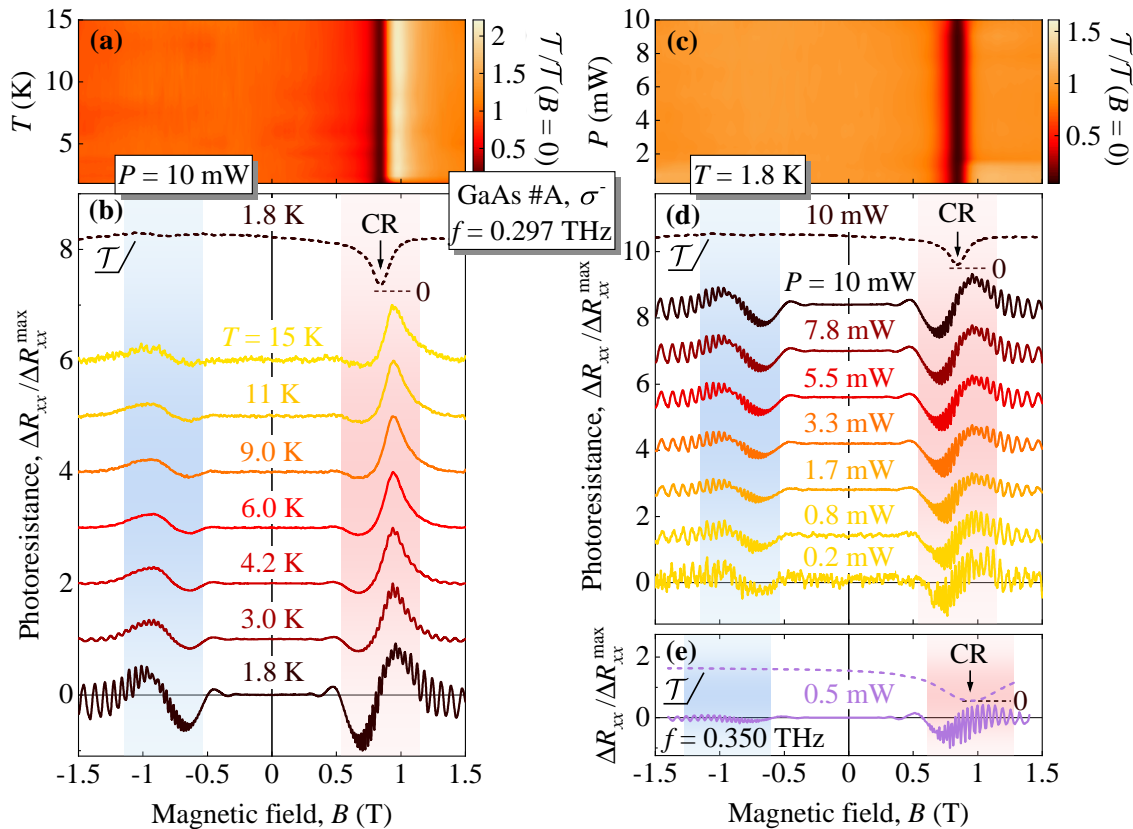 (a)
T (K)
15
10
5
2
1.5
1
0.5
𝒯/𝒯(B = 0)
P = 10 mW
(c)
P (mW)
10
8
6
4
2
1.5
1
0.5
𝒯/𝒯(B = 0)
T = 1.8 K
GaAs #A, σ-
f = 0.297 THz
(b)
Photoresistance, ΔRxx/ΔRxx^max
8
6
4
2
0
1.8 K
CR
𝒯
0
T = 15 K
11 K
9.0 K
6.0 K
4.2 K
3.0 K
1.8 K
-1.5 -1 -0.5 0 0.5 1 1.5
Magnetic field, B (T)
(d)
Photoresistance, ΔRxx/ΔRxx^max
10
8
6
4
2
0
10 mW
CR
𝒯
0
P = 10 mW
7.8 mW
5.5 mW
3.3 mW
1.7 mW
0.8 mW
0.2 mW
(e)
ΔRxx/ΔRxx^max
2
0
CR
𝒯
0
0.5 mW
f = 0.350 THz
-1.5 -1 -0.5 0 0.5 1 1.5
Magnetic field, B (T)